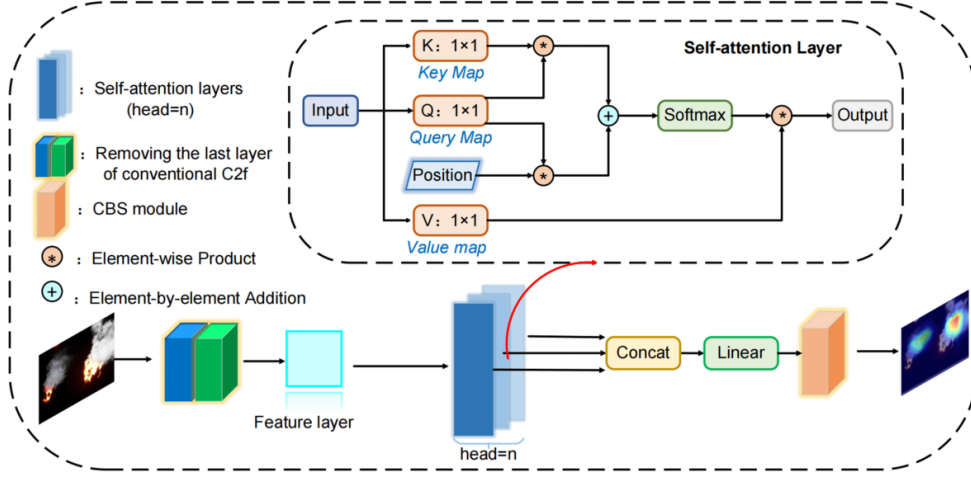 Self-attention Layer
K: 1×1
Key Map
Input
Q: 1×1
Query Map
Softmax
Output
Position
V: 1×1
Value map
: Self-attention layers
(head=n)
: Removing the last layer
of conventional C2f
: CBS module
: Element-wise Product
: Element-by-element Addition
Feature layer
head=n
Concat
Linear